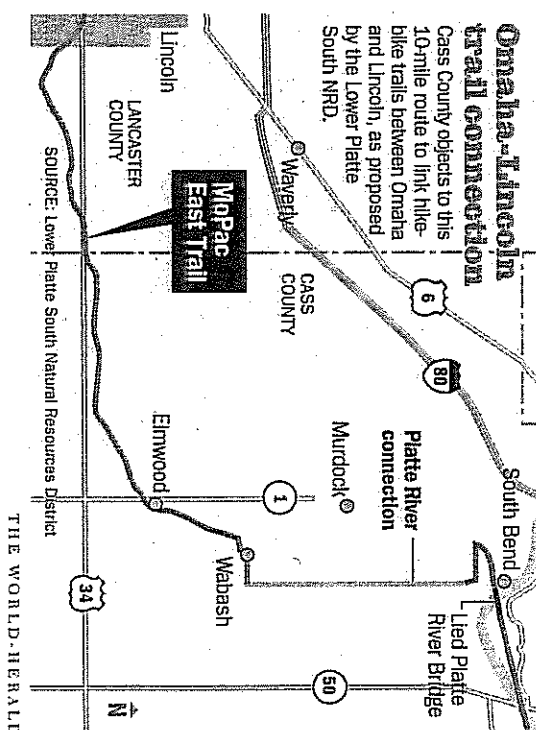 Omaha-Lincoln
trail connection
Cass County objects to this
10-mile route to link hike-
bike trails between Omaha
and Lincoln, as proposed
by the Lower Platte
South NRD.
6
80
South Bend
Lied Platte
River Bridge
Platte River
connection
Waverly
CASS
COUNTY
Murdock
1
50
MoPac
East Trail
Lincoln
LANCASTER
COUNTY
Elmwood
Wabash
34
N
SOURCE: Lower Platte South Natural Resources District
THE WORLD-HERALD